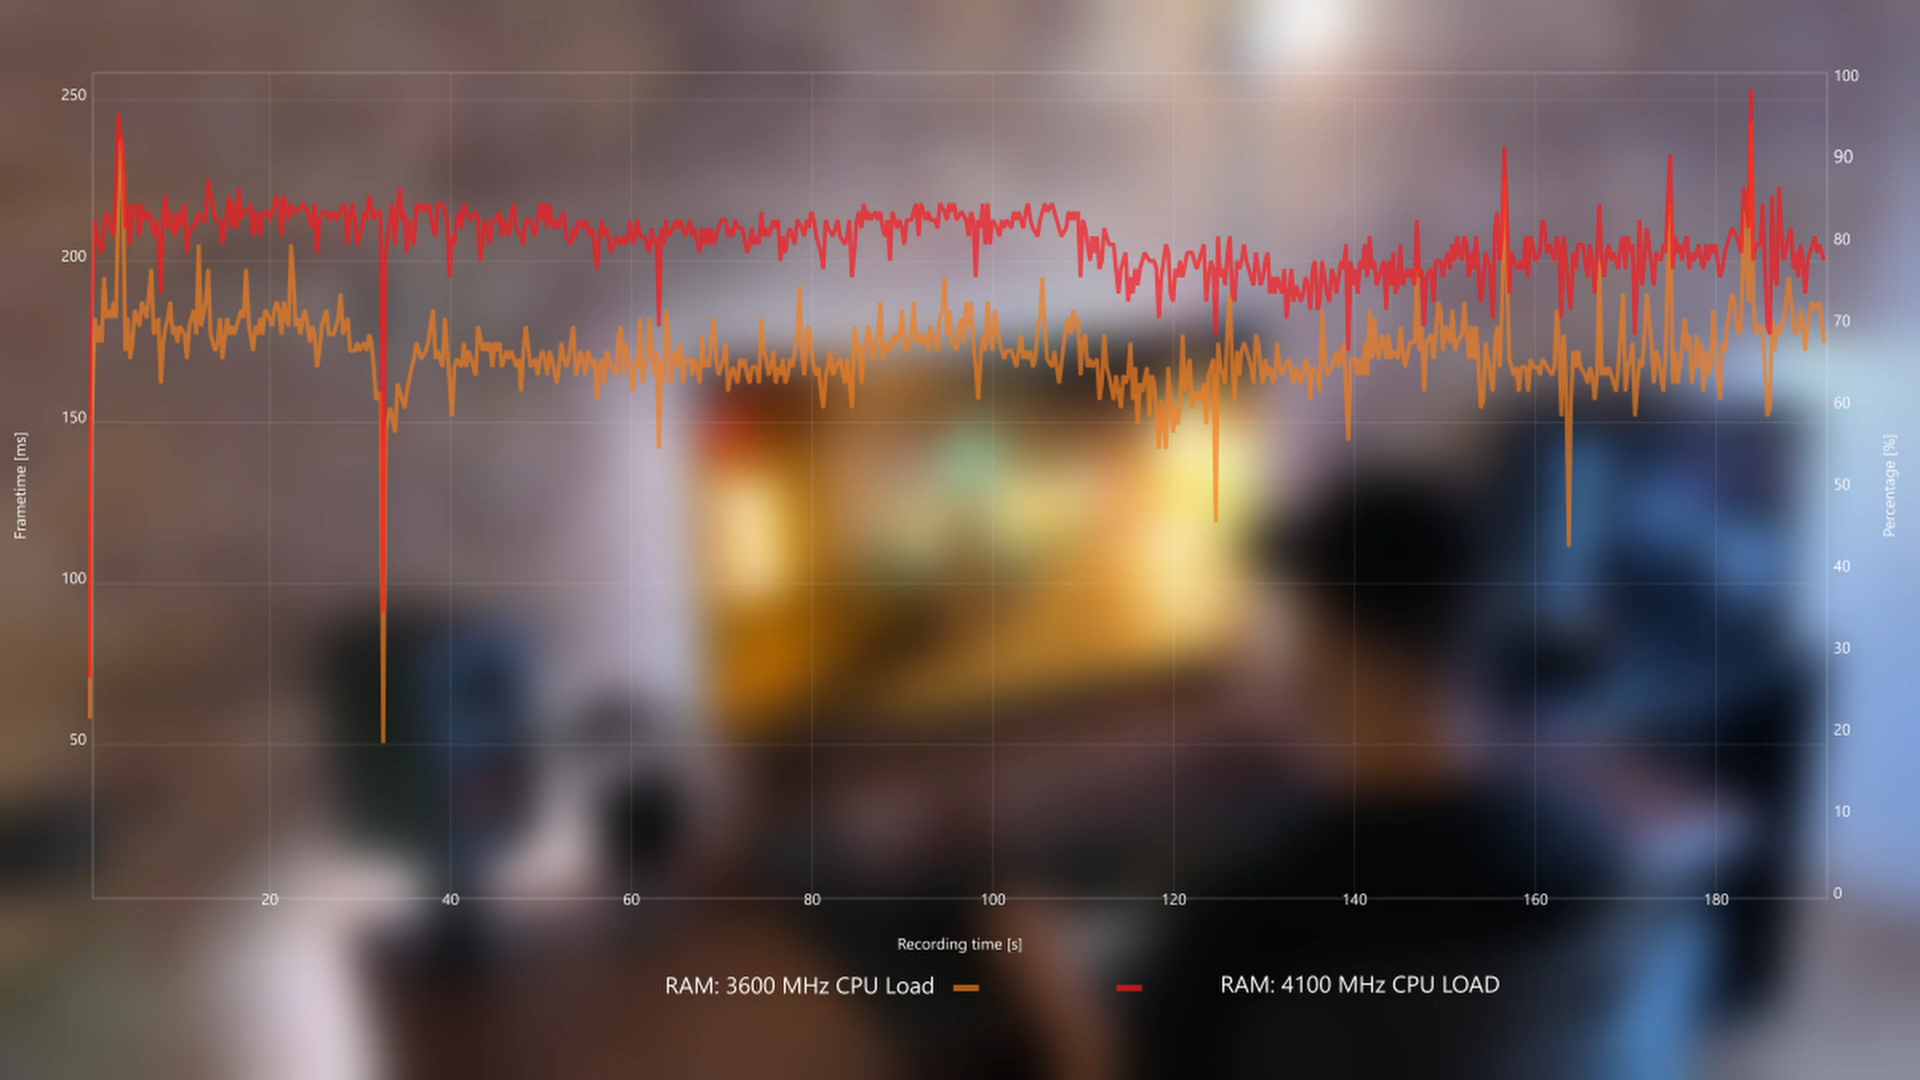 250
200
150
100
50
Frametime [ms]
100
90
80
70
60
50
40
30
20
10
0
Percentage [%]
20 40 60 80 100 120 140 160 180
Recording time [s]
RAM: 3600 MHz CPU Load
RAM: 4100 MHz CPU LOAD